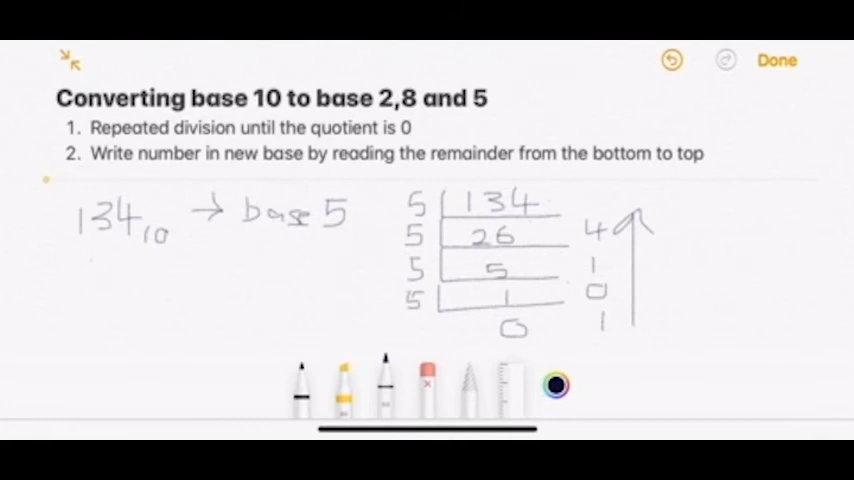 Done
Converting base 10 to base 2,8 and 5
1. Repeated division until the quotient is 0
2. Write number in new base by reading the remainder from the bottom to top
134₁₀ → base 5
5 134
5 26 4
5 5 1
5 1 0
0 1